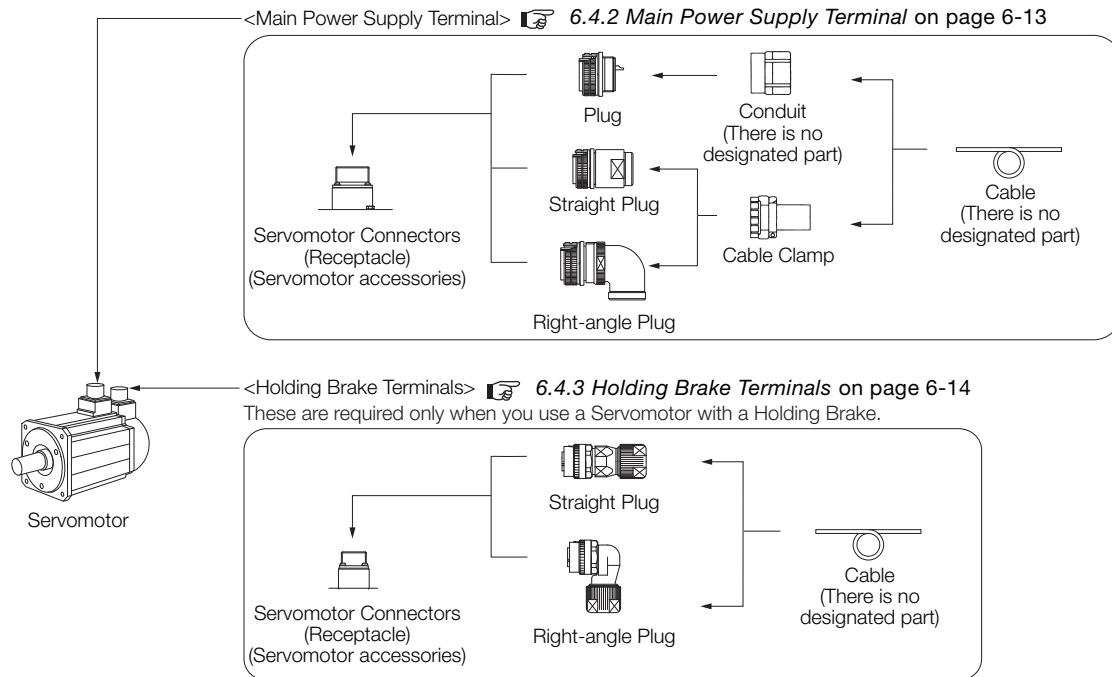 <Main Power Supply Terminal> ☞ 6.4.2 Main Power Supply Terminal on page 6-13
Plug
Conduit
(There is no
designated part)
Straight Plug
Cable
(There is no
designated part)
Servomotor Connectors
(Receptacle)
(Servomotor accessories)
Cable Clamp
Right-angle Plug
<Holding Brake Terminals> ☞ 6.4.3 Holding Brake Terminals on page 6-14
These are required only when you use a Servomotor with a Holding Brake.
Servomotor
Straight Plug
Cable
(There is no
designated part)
Servomotor Connectors
(Receptacle)
(Servomotor accessories)
Right-angle Plug